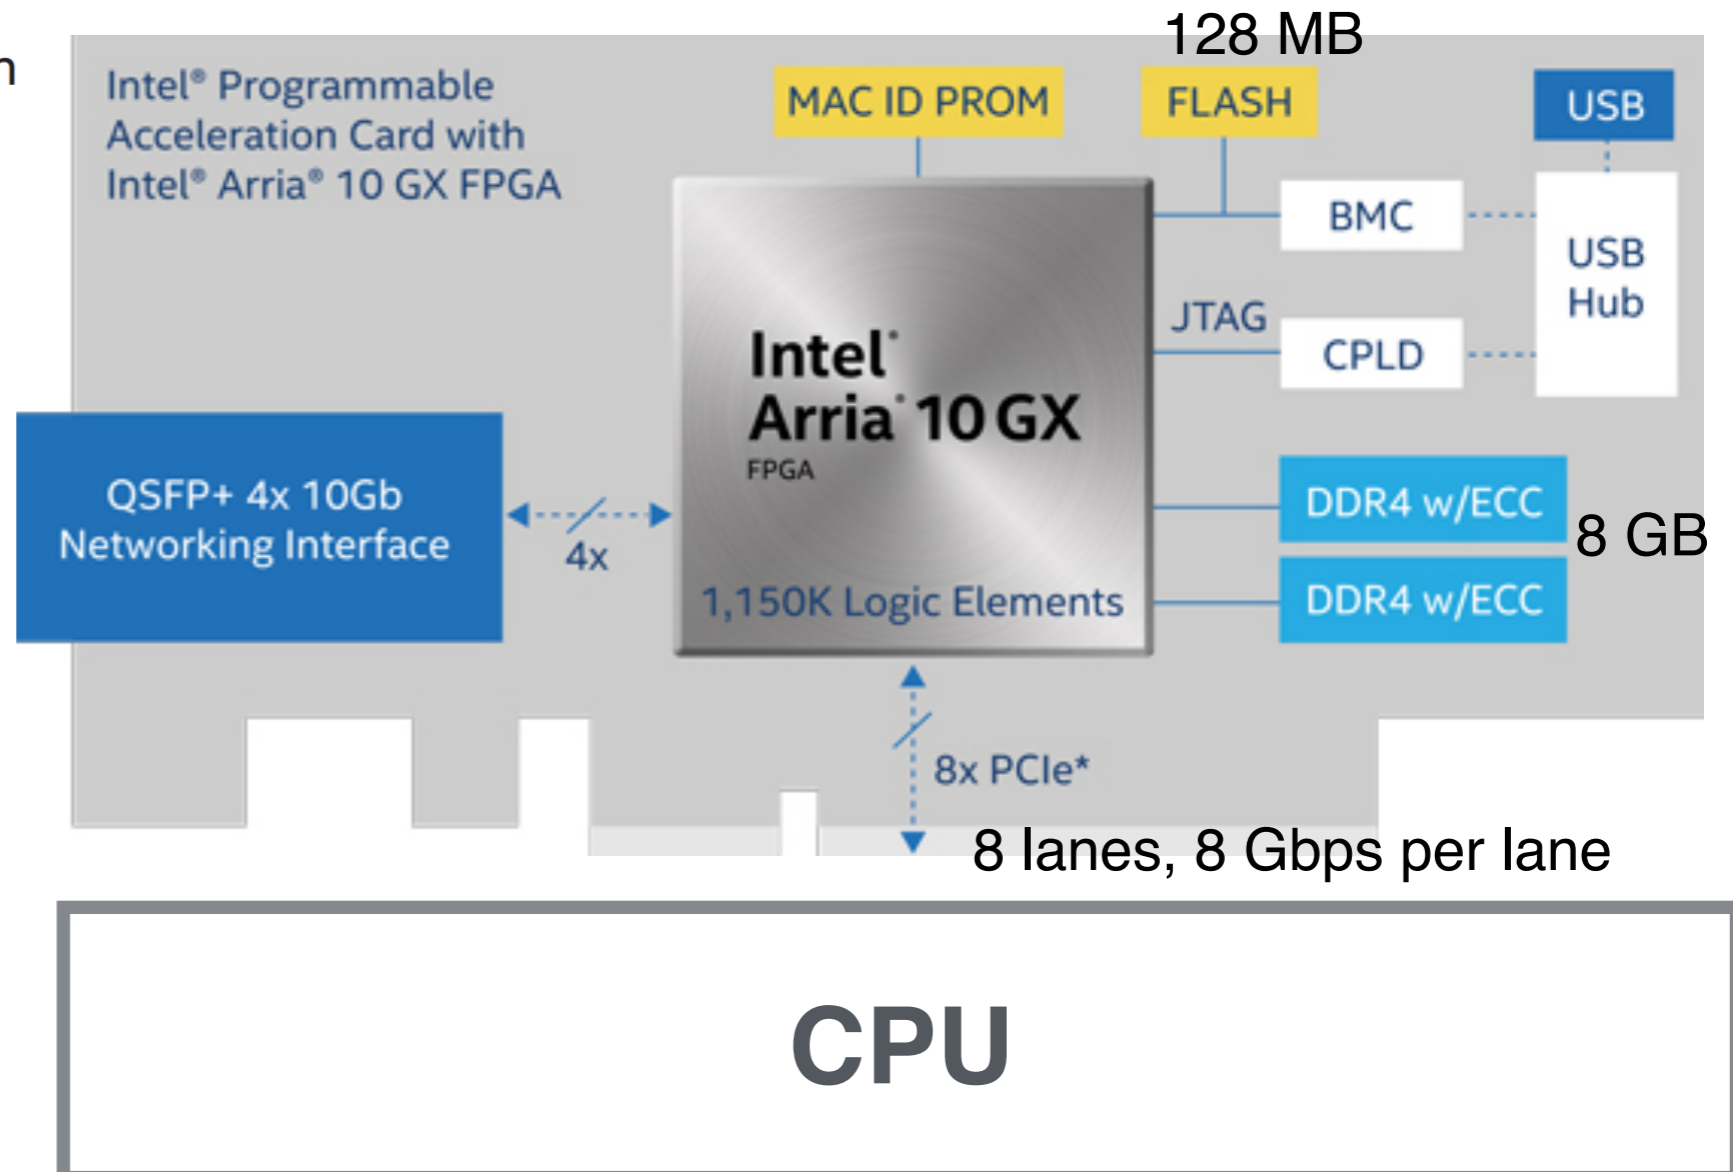 n
128 MB
Intel® Programmable
Acceleration Card with
Intel® Arria® 10 GX FPGA
MAC ID PROM
FLASH
USB
BMC
USB
Hub
JTAG
CPLD
Intel®
Arria® 10 GX
FPGA
1,150K Logic Elements
QSFP+ 4x 10Gb
Networking Interface
4x
DDR4 w/ECC
8 GB
DDR4 w/ECC
8x PCIe*
8 lanes, 8 Gbps per lane
CPU